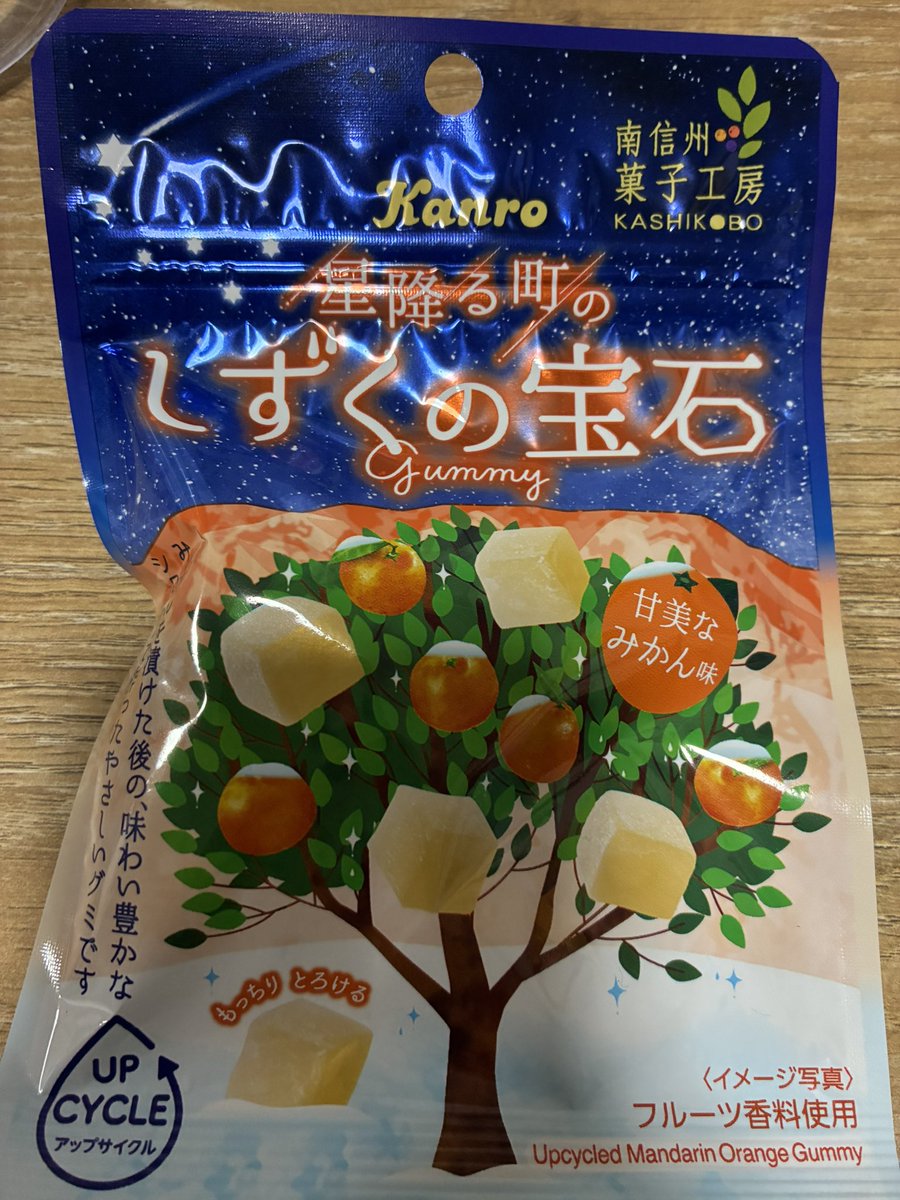 南信州
菓子工房
KASHIKOBO
Kanro
星降る町の
しずくの宝石
gummy
甘美な
みかん味
漬けた後の、味わい豊かな
ったやさしいグミです
もっちり とろける
UP
CYCLE
アップサイクル
〈イメージ写真〉
フルーツ香料使用
Upcycled Mandarin Orange Gummy